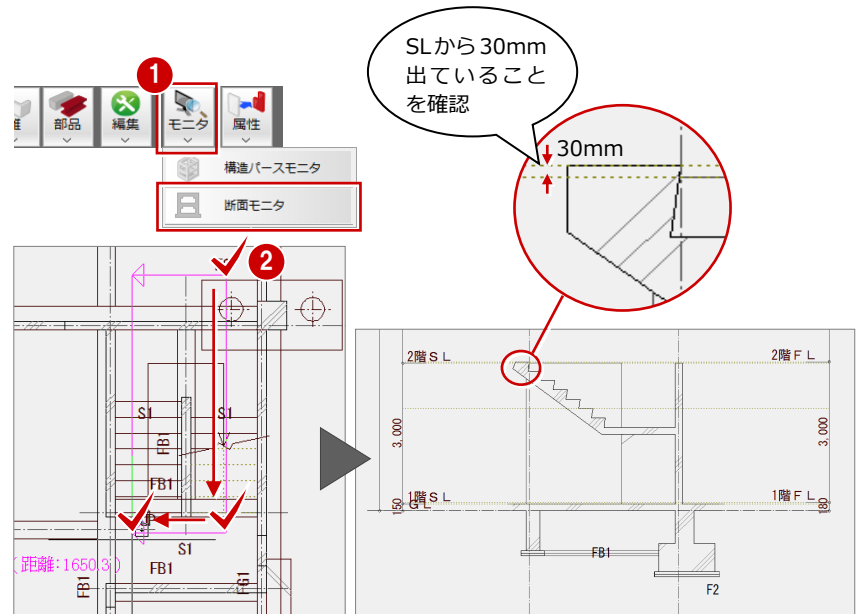 SLから30mm
出ていること
を確認
1
部品
編集
モニタ
属性
構造パースモニタ
断面モニタ
30mm
2
S1
S1
FB1
FB1
S1
(距離:1650.3)
FB1
FB1
FG1
2階ＳＬ
2階ＦＬ
3,000
3,000
1階ＳＬ
1階ＦＬ
150
GL
180
FB1
F2